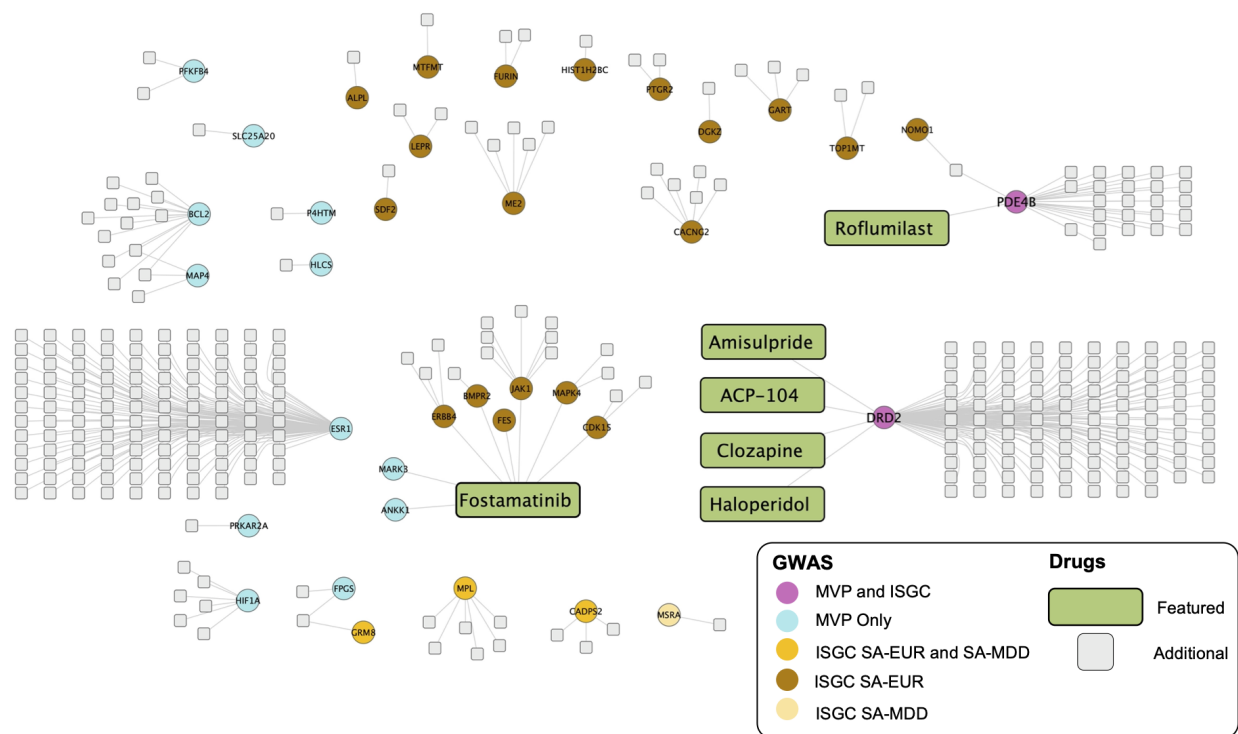 MTFMT
FURIN
HIST1H2BC
PFKFB4
ALPL
PTGR2
GART
DGKZ
NOMO1
SLC25A20
LEPR
TOP1MT
BCL2
P4HTM
SDF2
ME2
PDE4B
CACNG2
Roflumilast
HLCS
MAP4
Amisulpride
JAK1
BMPR2
MAPK4
ACP-104
ERBB4
FES
CDK15
DRD2
ESR1
Clozapine
MARK3
Fostamatinib
Haloperidol
ANKK1
PRKAR2A
GWAS
Drugs
HIF1A
FPGS
MPL
MVP and ISGC
Featured
CADPS2
MSRA
MVP Only
GRM8
ISGC SA-EUR and SA-MDD
Additional
ISGC SA-EUR
ISGC SA-MDD